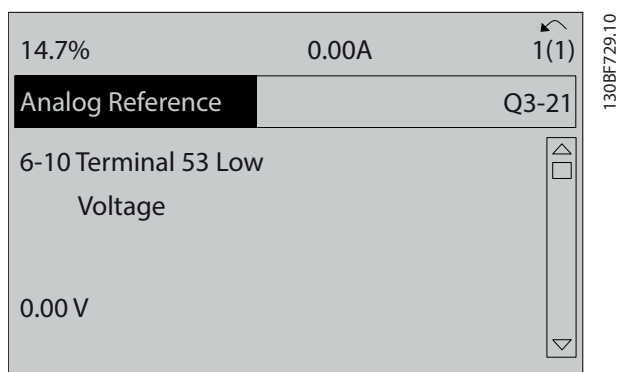 14.7% 0.00A 1(1)
Analog Reference Q3-21
6-10 Terminal 53 Low
Voltage
0.00 V
130BF729.10